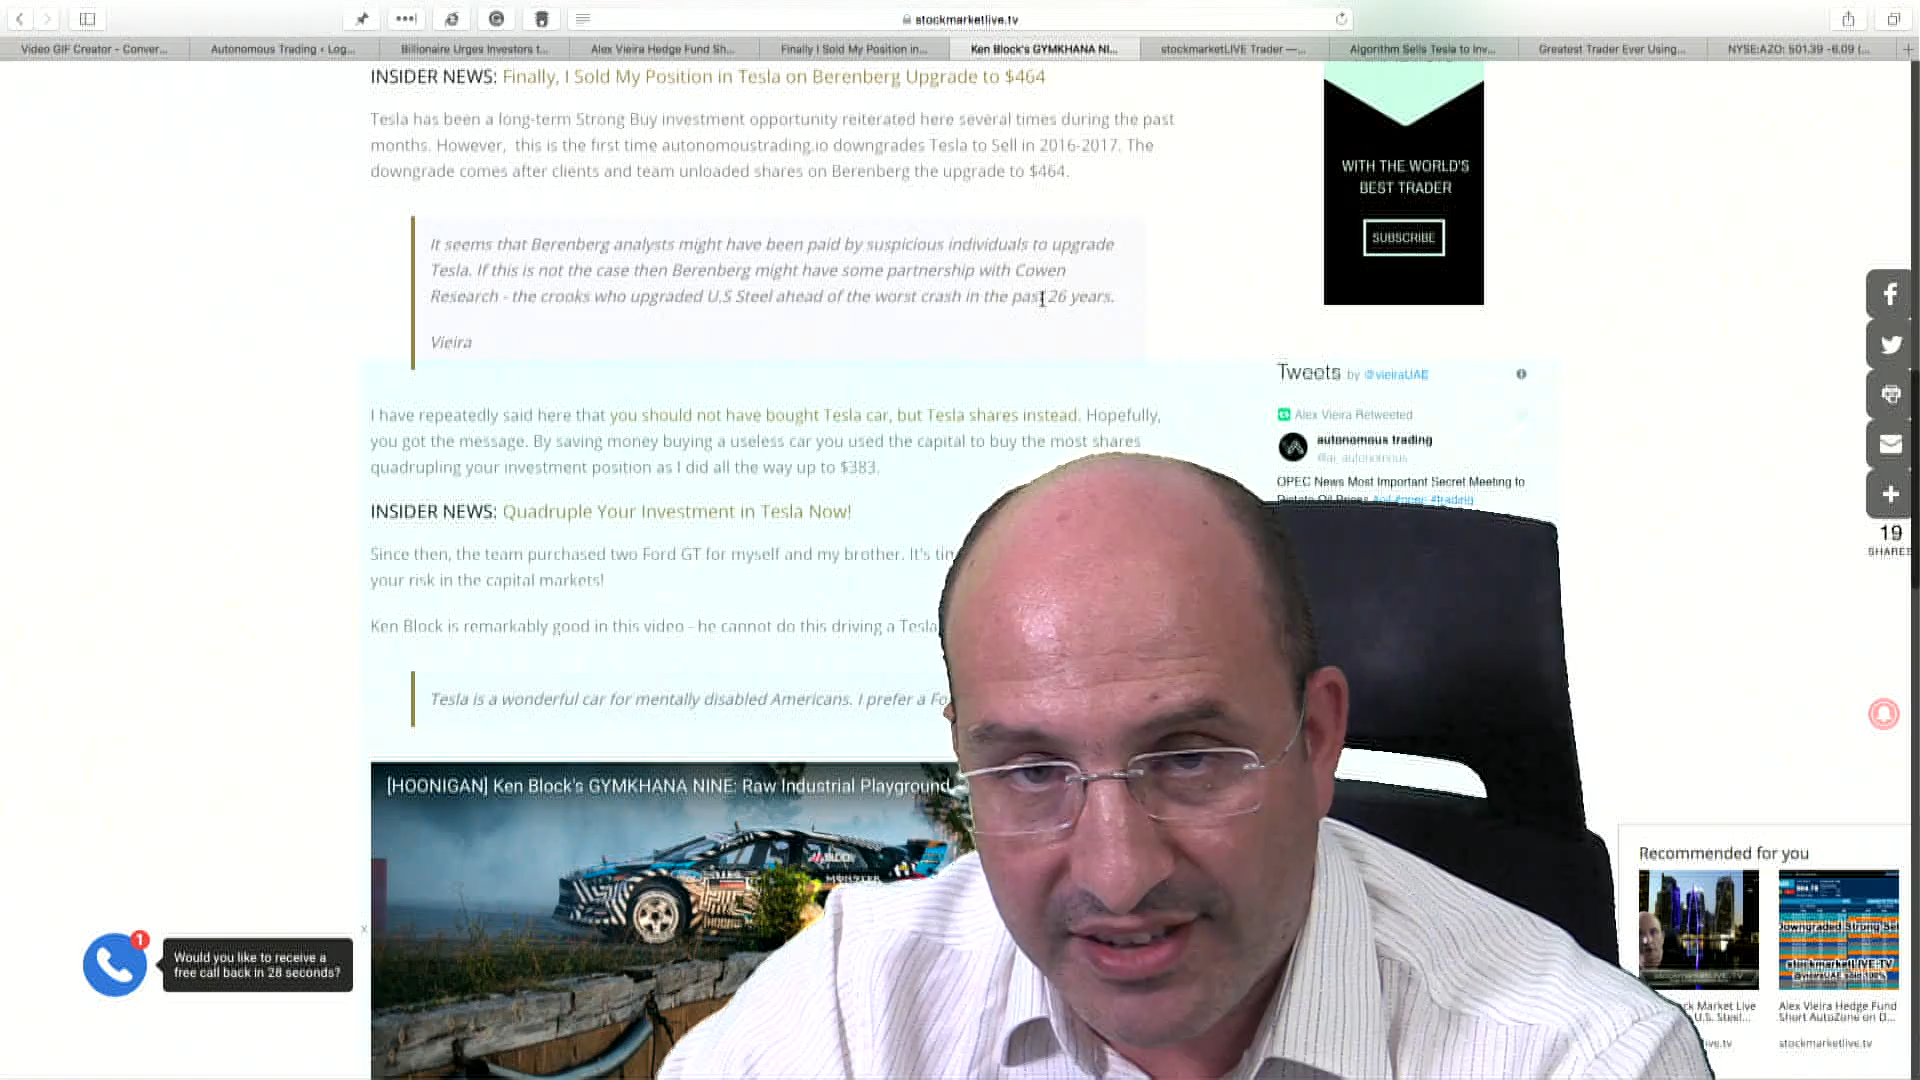 stockmarketlive.tv
Video GIF Creator - Conver...
Autonomous Trading ‹ Log...
Billionaire Urges Investors t...
Alex Vieira Hedge Fund Sh...
Finally I Sold My Position in...
Ken Block's GYMKHANA NI...
stockmarketLIVE Trader —...
Algorithm Sells Tesla to Inv...
Greatest Trader Ever Using...
NYSE:AZO: 501.39 -6.09 (...
INSIDER NEWS: Finally, I Sold My Position in Tesla on Berenberg Upgrade to $464
Tesla has been a long-term Strong Buy investment opportunity reiterated here several times during the past
months. However, this is the first time autonomoustrading.io downgrades Tesla to Sell in 2016-2017. The
downgrade comes after clients and team unloaded shares on Berenberg the upgrade to $464.
It seems that Berenberg analysts might have been paid by suspicious individuals to upgrade
Tesla. If this is not the case then Berenberg might have some partnership with Cowen
Research - the crooks who upgraded U.S Steel ahead of the worst crash in the past 26 years.
Vieira
I have repeatedly said here that you should not have bought Tesla car, but Tesla shares instead. Hopefully,
you got the message. By saving money buying a useless car you used the capital to buy the most shares
quadrupling your investment position as I did all the way up to $383.
INSIDER NEWS: Quadruple Your Investment in Tesla Now!
Since then, the team purchased two Ford GT for myself and my brother. It's
your risk in the capital markets!
Ken Block is remarkably good in this video - he cannot do this driving a Tesla
Tesla is a wonderful car for mentally disabled Americans. I prefer a
[HOONIGAN] Ken Block's GYMKHANA NINE: Raw Industrial Playground
MONSTER
1
Would you like to receive a
free call back in 28 seconds?
x
WITH THE WORLD'S
BEST TRADER
SUBSCRIBE
Tweets by @vieiraUAE
Alex Vieira Retweeted
autonomous trading
@ai_autonomous
OPEC News Most Important Secret Meeting to
Dictate Oil Prices #oil #opec #trading
19
SHARES
Recommended for you
Market Live
U.S. Steel...
Alex Vieira Hedge Fund
Short AutoZone on D...
stockmarketlive.tv